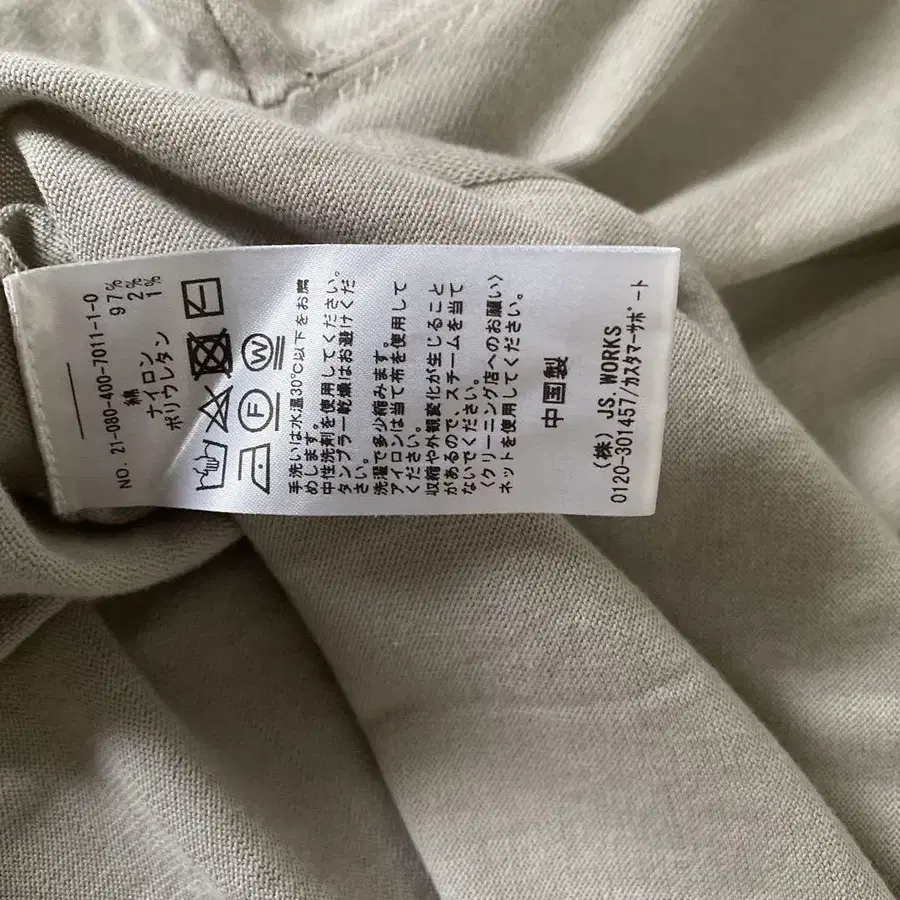 NO. 21-080-400-7011-1-0
綿 97%
ナイロン 2%
ポリウレタン 1%
F W
手洗いは水温30℃以下をお薦
めします。
中性洗剤を使用してください。
タンブラー乾燥はお避けくだ
さい。
洗濯で多少縮みます。
アイロンは当て布を使用して
ください。
収縮や外観変化が生じること
があるので、スチームを当て
ないでください。
〈クリーニング店へのお願い〉
ネットを使用してください。
中国製
(株) JS. WORKS
0120-301457/カスタマーサポート